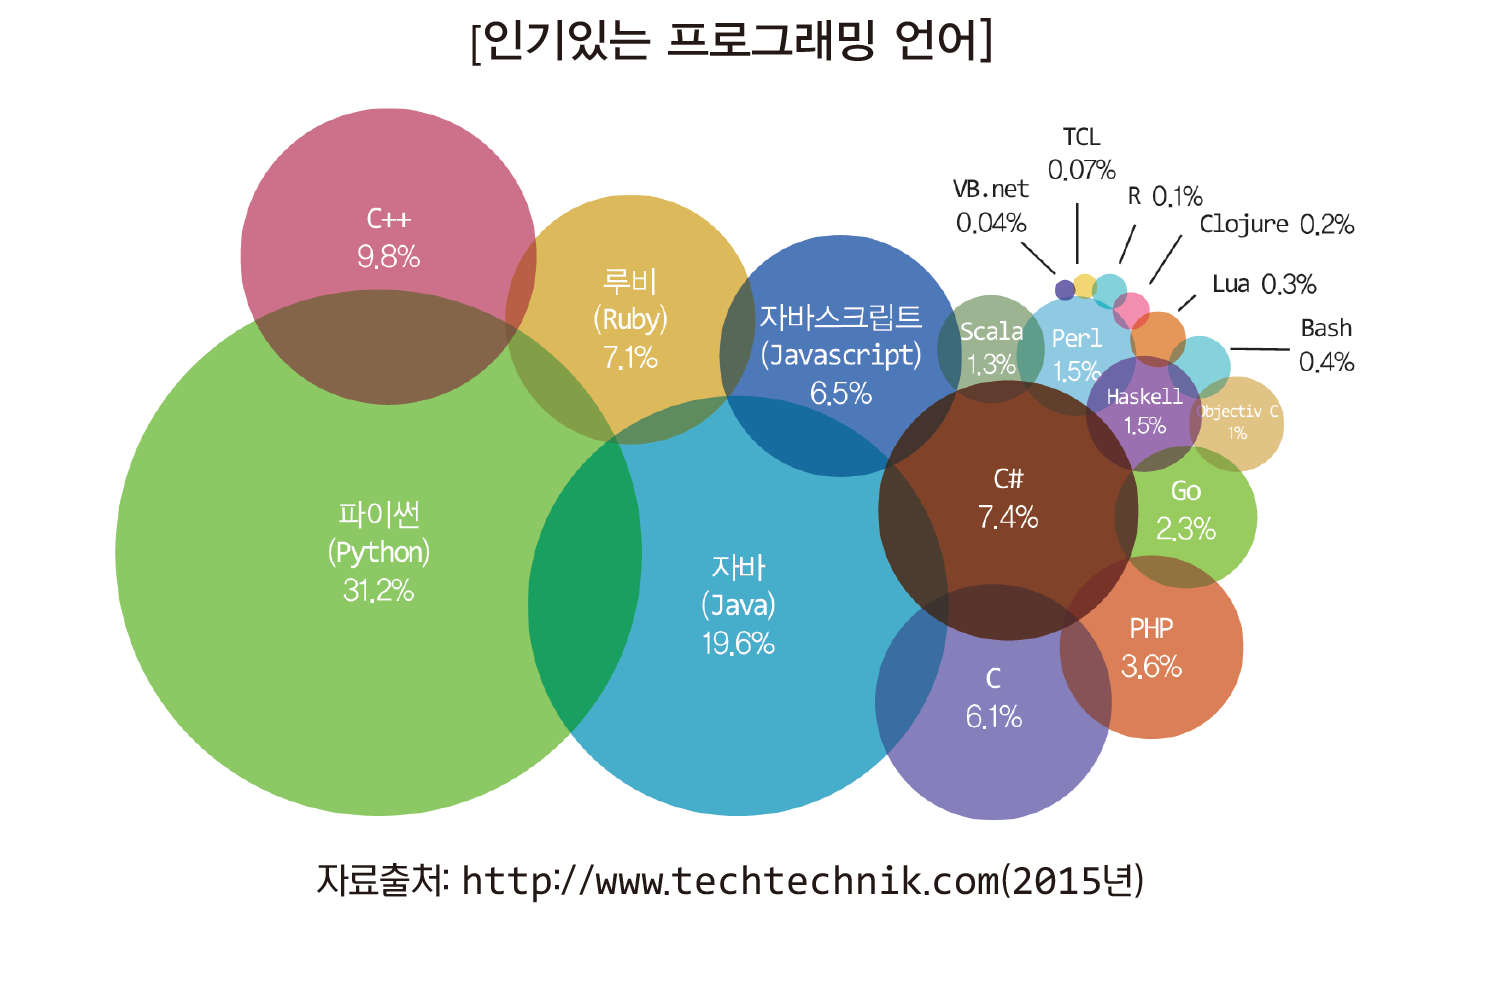 [인기있는 프로그래밍 언어]
C++
9.8%
루비
(Ruby)
7.1%
자바스크립트
(Javascript)
6.5%
파이썬
(Python)
31.2%
자바
(Java)
19.6%
Scala
1.3%
Perl
1.5%
VB.net
0.04%
TCL
0.07%
R 0.1%
Clojure 0.2%
Lua 0.3%
Bash
0.4%
Haskell
1.5%
Objectiv C
1%
C#
7.4%
Go
2.3%
PHP
3.6%
C
6.1%
자료출처: http://www.techtechnik.com(2015년)